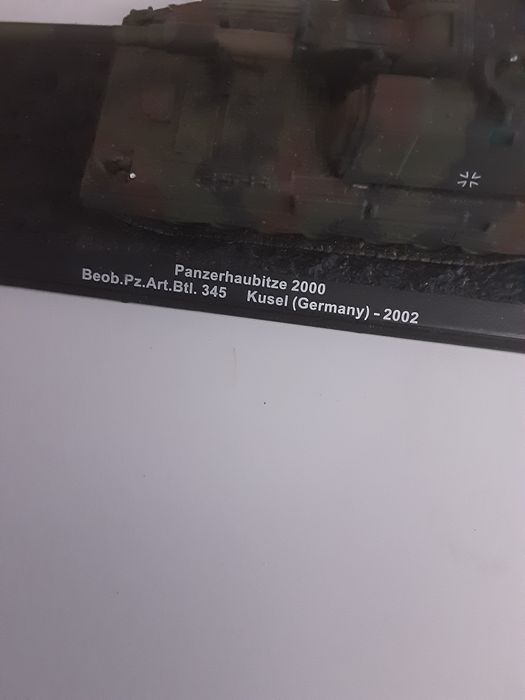 Panzerhaubitze 2000
Beob.Pz.Art.Btl. 345 Kusel (Germany) - 2002